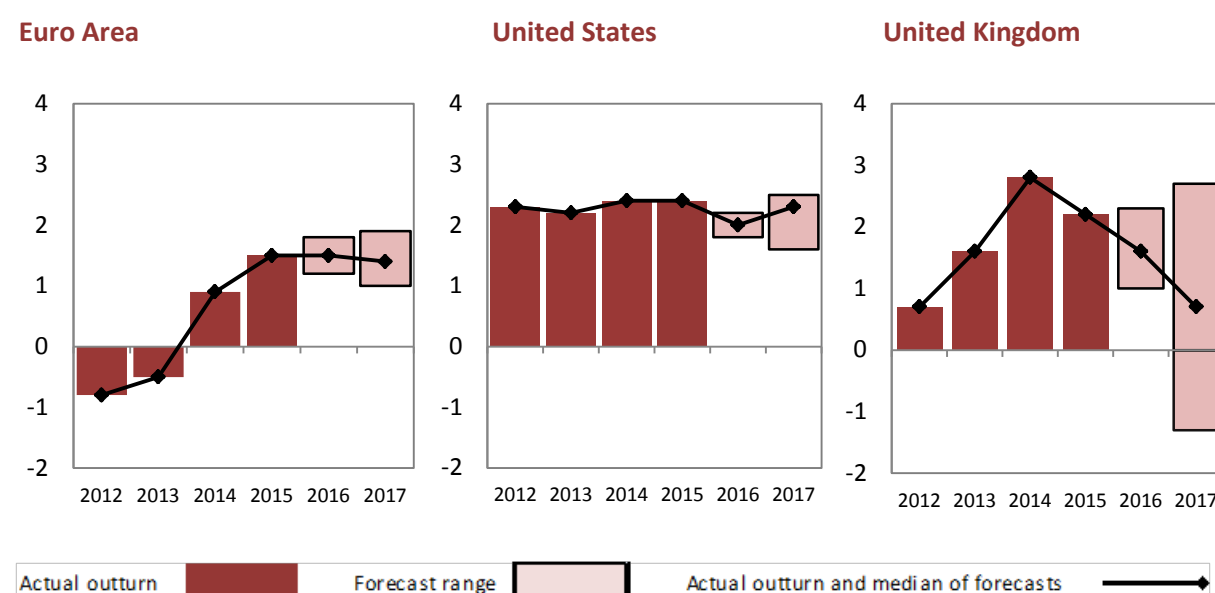 Euro Area United States United Kingdom
4 4 4
3 3 3
2 2 2
1 1 1
0 0 0
-1 -1 -1
-2 -2 -2
2012 2013 2014 2015 2016 2017 2012 2013 2014 2015 2016 2017 2012 2013 2014 2015 2016 2017
Actual outturn Forecast range Actual outturn and median of forecasts